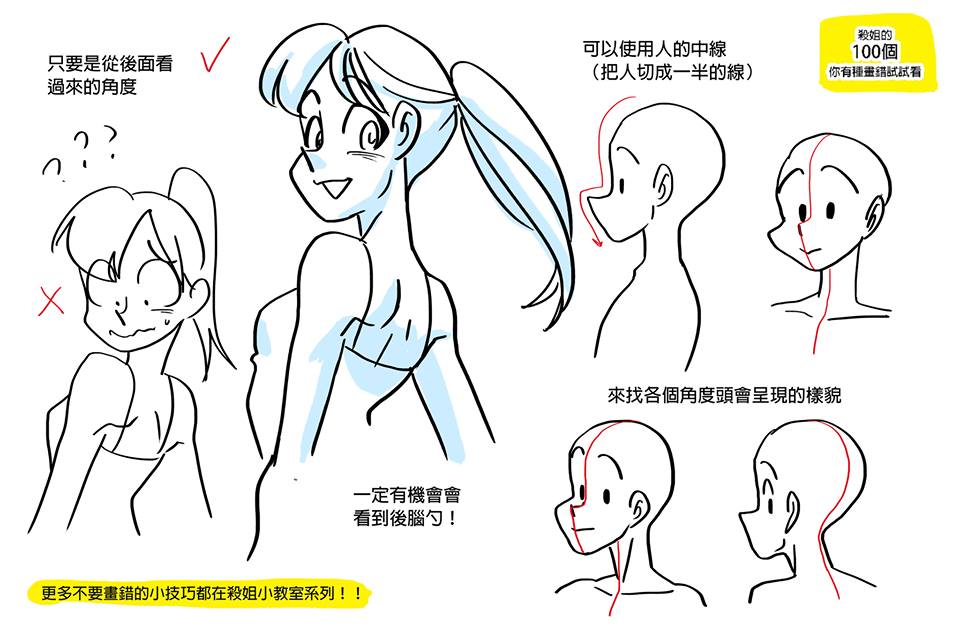 只要是從後面看
過來的角度
? ? ?
一定有機會會
看到後腦勺！
更多不要畫錯的小技巧都在殺姐小教室系列！！
可以使用人的中線
（把人切成一半的線）
來找各個角度頭會呈現的樣貌
殺姐的
100個
你有種畫錯試試看